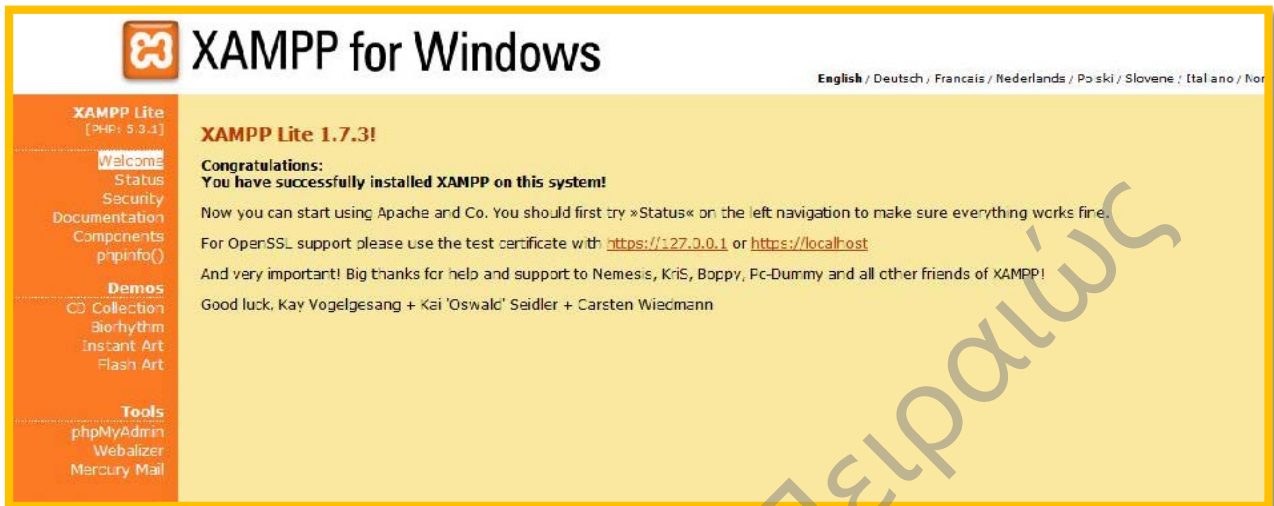 XAMPP for Windows
English / Deutsch / Francais / Nederlands / Polski / Slovene / Italiano / Nor
XAMPP Lite
[PHP: 5.3.1]
Welcome
Status
Security
Documentation
Components
phpinfo()
Demos
CD Collection
Biorhythm
Instant Art
Flash Art
Tools
phpMyAdmin
Webalizer
Mercury Mail
XAMPP Lite 1.7.3!
Congratulations:
You have successfully installed XAMPP on this system!
Now you can start using Apache and Co. You should first try »Status« on the left navigation to make sure everything works fine.
For OpenSSL support please use the test certificate with https://127.0.0.1 or https://localhost
And very important! Big thanks for help and support to Nemesis, KriS, Boppy, Pc-Dummy and all other friends of XAMPP!
Good luck, Kay Vogelgesang + Kai 'Oswald' Seidler + Carsten Wiedmann
Πειραιώς